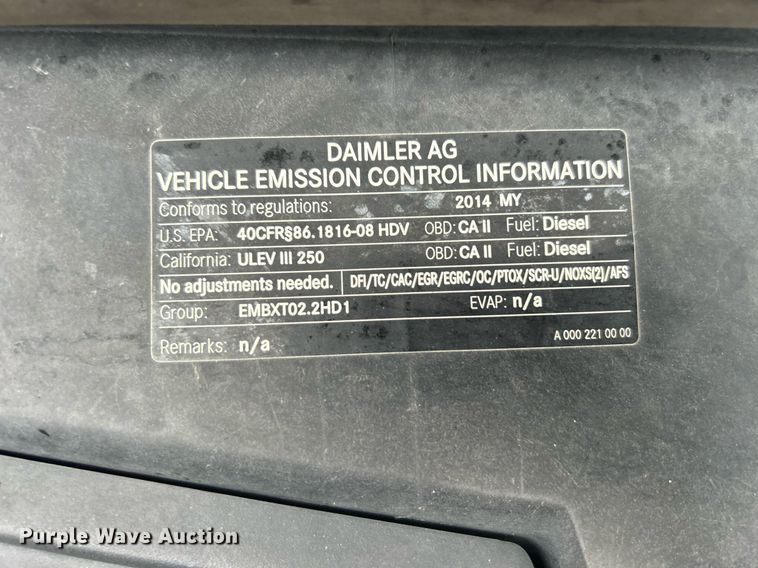 DAIMLER AG
VEHICLE EMISSION CONTROL INFORMATION
Conforms to regulations: 2014 MY
U.S. EPA: 40CFR§86.1816-08 HDV OBD: CA II Fuel: Diesel
California: ULEV III 250 OBD: CA II Fuel: Diesel
No adjustments needed. DFI/TC/CAC/EGR/EGRC/OC/PTOX/SCR-U/NOXS(2)/AFS
Group: EMBXT02.2HD1 EVAP: n/a
Remarks: n/a A 000 221 00 00
Purple Wave Auction